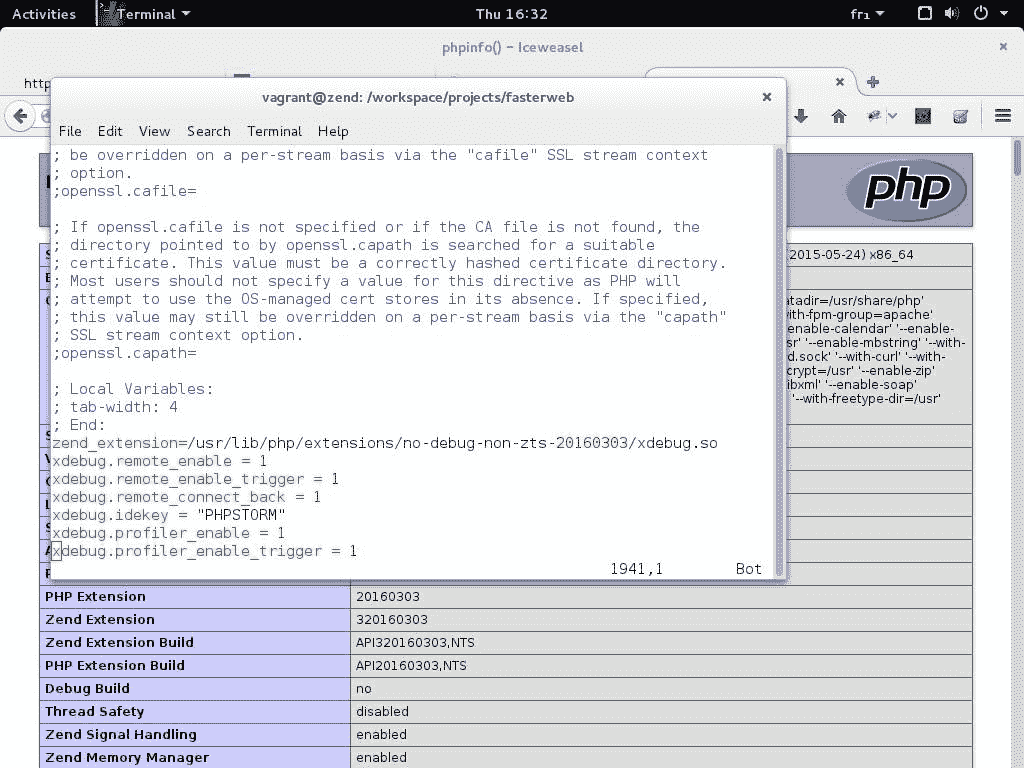 Activities
Terminal
Thu 16:32
fr₁
phpinfo() – Iceweasel
×
http
× +
vagrant@zend: /workspace/projects/fasterweb
×
File Edit View Search Terminal Help
; be overridden on a per-stream basis via the "cafile" SSL stream context
; option.
;openssl.cafile=
; If openssl.cafile is not specified or if the CA file is not found, the
; directory pointed to by openssl.capath is searched for a suitable
; certificate. This value must be a correctly hashed certificate directory.
; Most users should not specify a value for this directive as PHP will
; attempt to use the OS-managed cert stores in its absence. If specified,
; this value may still be overridden on a per-stream basis via the "capath"
; SSL stream context option.
;openssl.capath=
; Local Variables:
; tab-width: 4
; End:
zend_extension=/usr/lib/php/extensions/no-debug-non-zts-20160303/xdebug.so
xdebug.remote_enable = 1
xdebug.remote_enable_trigger = 1
xdebug.remote_connect_back = 1
xdebug.idekey = "PHPSTORM"
xdebug.profiler_enable = 1
xdebug.profiler_enable_trigger = 1
1941,1 Bot
php
(2015-05-24) x86_64
atadir=/usr/share/php'
with-fpm-group=apache'
enable-calendar' '--enable-
sr' '--enable-mbstring' '--with-
d.sock' '--with-curl' '--with-
crypt=/usr' '--enable-zip'
ibxml' '--enable-soap'
'--with-freetype-dir=/usr'
PHP Extension 20160303
Zend Extension 320160303
Zend Extension Build API320160303,NTS
PHP Extension Build API20160303,NTS
Debug Build no
Thread Safety disabled
Zend Signal Handling enabled
Zend Memory Manager enabled